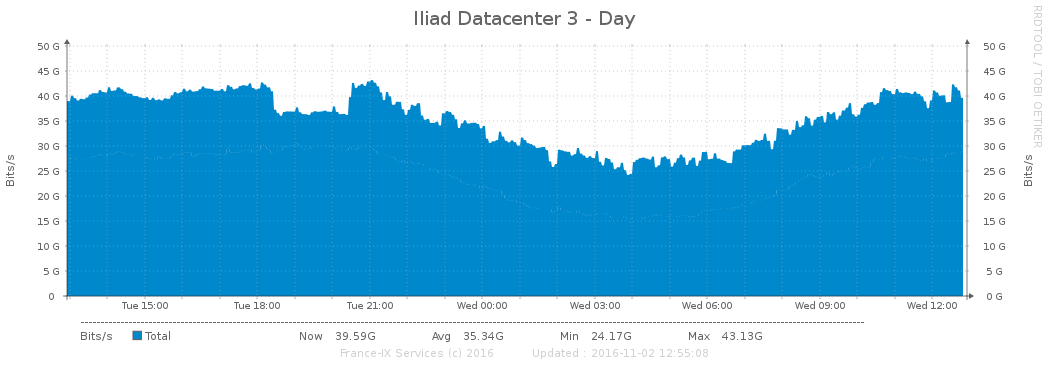 Iliad Datacenter 3 - Day
RRDTOOL / TOBI OETIKER
Bits/s
50 G
45 G
40 G
35 G
30 G
25 G
20 G
15 G
10 G
5 G
0
50 G
45 G
40 G
35 G
30 G
25 G
20 G
15 G
10 G
5 G
0 G
Bits/s
Tue 15:00 Tue 18:00 Tue 21:00 Wed 00:00 Wed 03:00 Wed 06:00 Wed 09:00 Wed 12:00
Bits/s Total Now 39.59G Avg 35.34G Min 24.17G Max 43.13G
France-IX Services (c) 2016 Updated : 2016-11-02 12:55:08